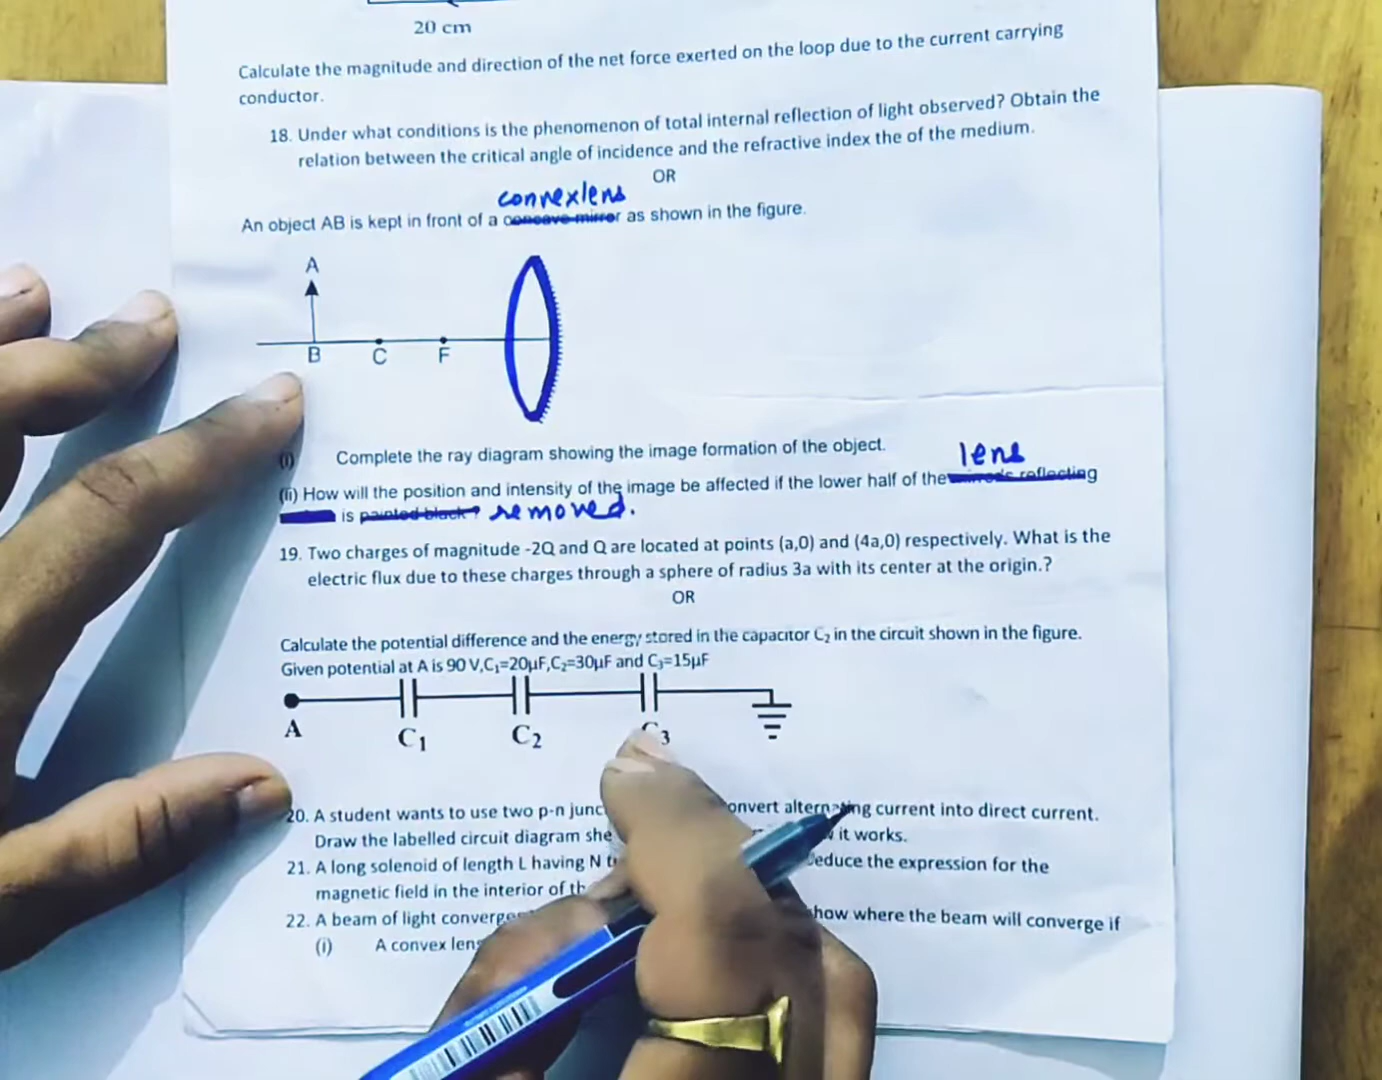 20 cm
Calculate the magnitude and direction of the net force exerted on the loop due to the current carrying
conductor.
18. Under what conditions is the phenomenon of total internal reflection of light observed? Obtain the
relation between the critical angle of incidence and the refractive index the of the medium.
OR
convexlens
An object AB is kept in front of a concave mirror as shown in the figure.
A
B C F
(i) Complete the ray diagram showing the image formation of the object.
lens
(ii) How will the position and intensity of the image be affected if the lower half of the mirror's reflecting
is painted black? removed.
19. Two charges of magnitude -2Q and Q are located at points (a,0) and (4a,0) respectively. What is the
electric flux due to these charges through a sphere of radius 3a with its center at the origin.?
OR
Calculate the potential difference and the energy stored in the capacitor C₂ in the circuit shown in the figure.
Given potential at A is 90 V,C₁=20µF,C₂=30µF and C₃=15µF
A C₁ C₂ C₃
20. A student wants to use two p-n junc onvert alternating current into direct current.
Draw the labelled circuit diagram she it works.
21. A long solenoid of length L having N Deduce the expression for the
magnetic field in the interior of th
22. A beam of light converge how where the beam will converge if
(i) A convex lens